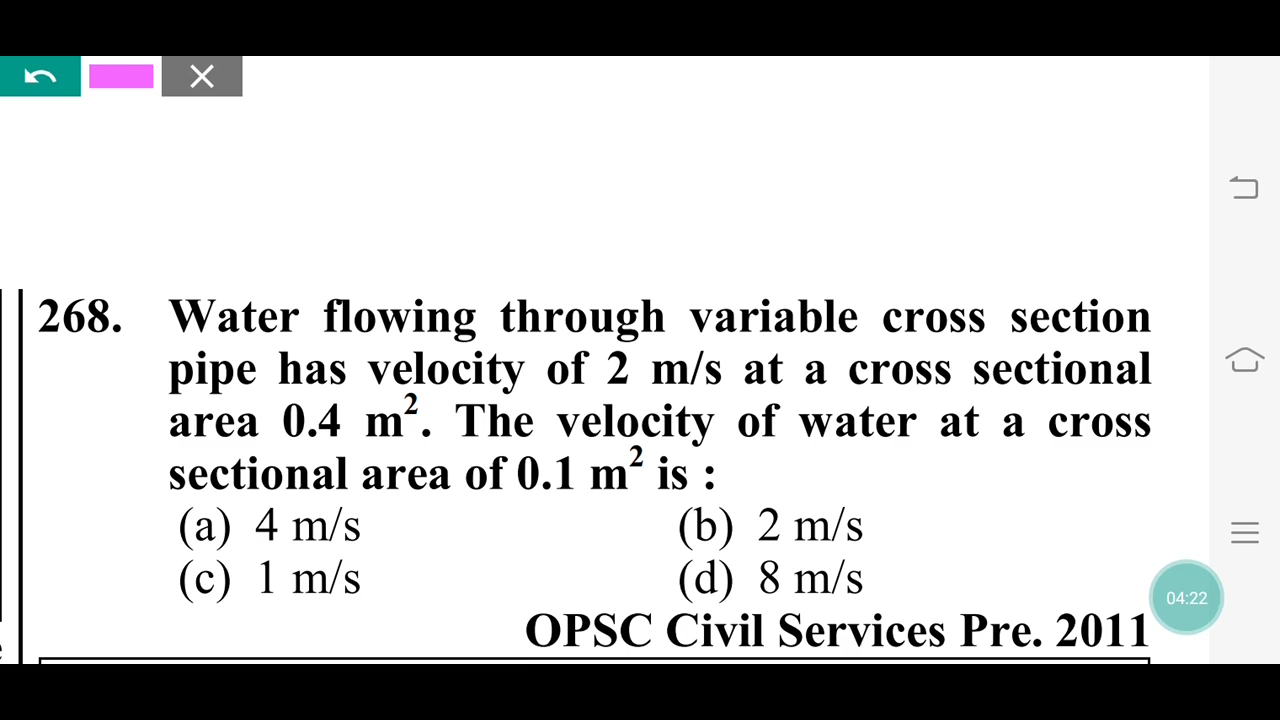 268. Water flowing through variable cross section
pipe has velocity of 2 m/s at a cross sectional
area 0.4 m². The velocity of water at a cross
sectional area of 0.1 m² is :
(a) 4 m/s (b) 2 m/s
(c) 1 m/s (d) 8 m/s
04:22
OPSC Civil Services Pre. 2011